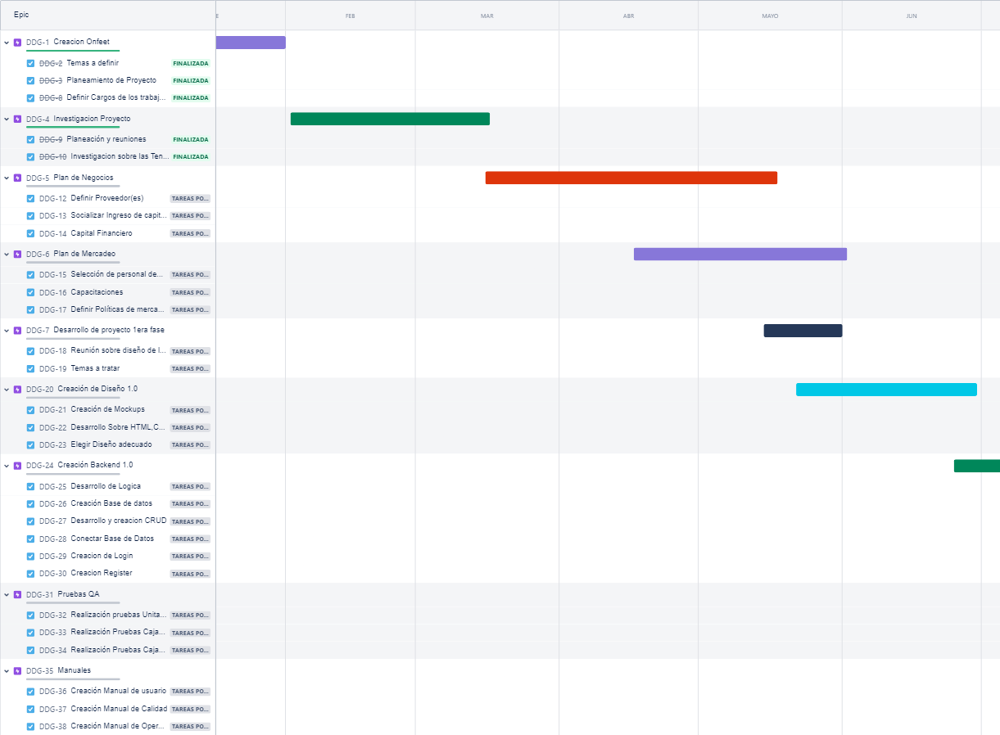 Epic
E FEB MAR ABR MAYO JUN
DDG-1 Creacion Onfeet
DDG-2 Temas a definir FINALIZADA
DDG-3 Planeamiento de Proyecto FINALIZADA
DDG-8 Definir Cargos de los trabaj... FINALIZADA
DDG-4 Investigacion Proyecto
DDG-9 Planeación y reuniones FINALIZADA
DDG-10 Investigacion sobre las Ten... FINALIZADA
DDG-5 Plan de Negocios
DDG-12 Definir Proveedor(es) TAREAS PO...
DDG-13 Socializar Ingreso de capit... TAREAS PO...
DDG-14 Capital Financiero TAREAS PO...
DDG-6 Plan de Mercadeo
DDG-15 Selección de personal de... TAREAS PO...
DDG-16 Capacitaciones TAREAS PO...
DDG-17 Definir Políticas de merca... TAREAS PO...
DDG-7 Desarrollo de proyecto 1era fase
DDG-18 Reunión sobre diseño de l... TAREAS PO...
DDG-19 Temas a tratar TAREAS PO...
DDG-20 Creación de Diseño 1.0
DDG-21 Creación de Mockups TAREAS PO...
DDG-22 Desarrollo Sobre HTML,C... TAREAS PO...
DDG-23 Elegir Diseño adecuado TAREAS PO...
DDG-24 Creación Backend 1.0
DDG-25 Desarrollo de Logica TAREAS PO...
DDG-26 Creación Base de datos TAREAS PO...
DDG-27 Desarrollo y creacion CRUD TAREAS PO...
DDG-28 Conectar Base de Datos TAREAS PO...
DDG-29 Creacion de Login TAREAS PO...
DDG-30 Creacion Register TAREAS PO...
DDG-31 Pruebas QA
DDG-32 Realización pruebas Unita... TAREAS PO...
DDG-33 Realización Pruebas Caja... TAREAS PO...
DDG-34 Realización Pruebas Caja... TAREAS PO...
DDG-35 Manuales
DDG-36 Creación Manual de usuario TAREAS PO...
DDG-37 Creación Manual de Calidad TAREAS PO...
DDG-38 Creación Manual de Oper... TAREAS PO...